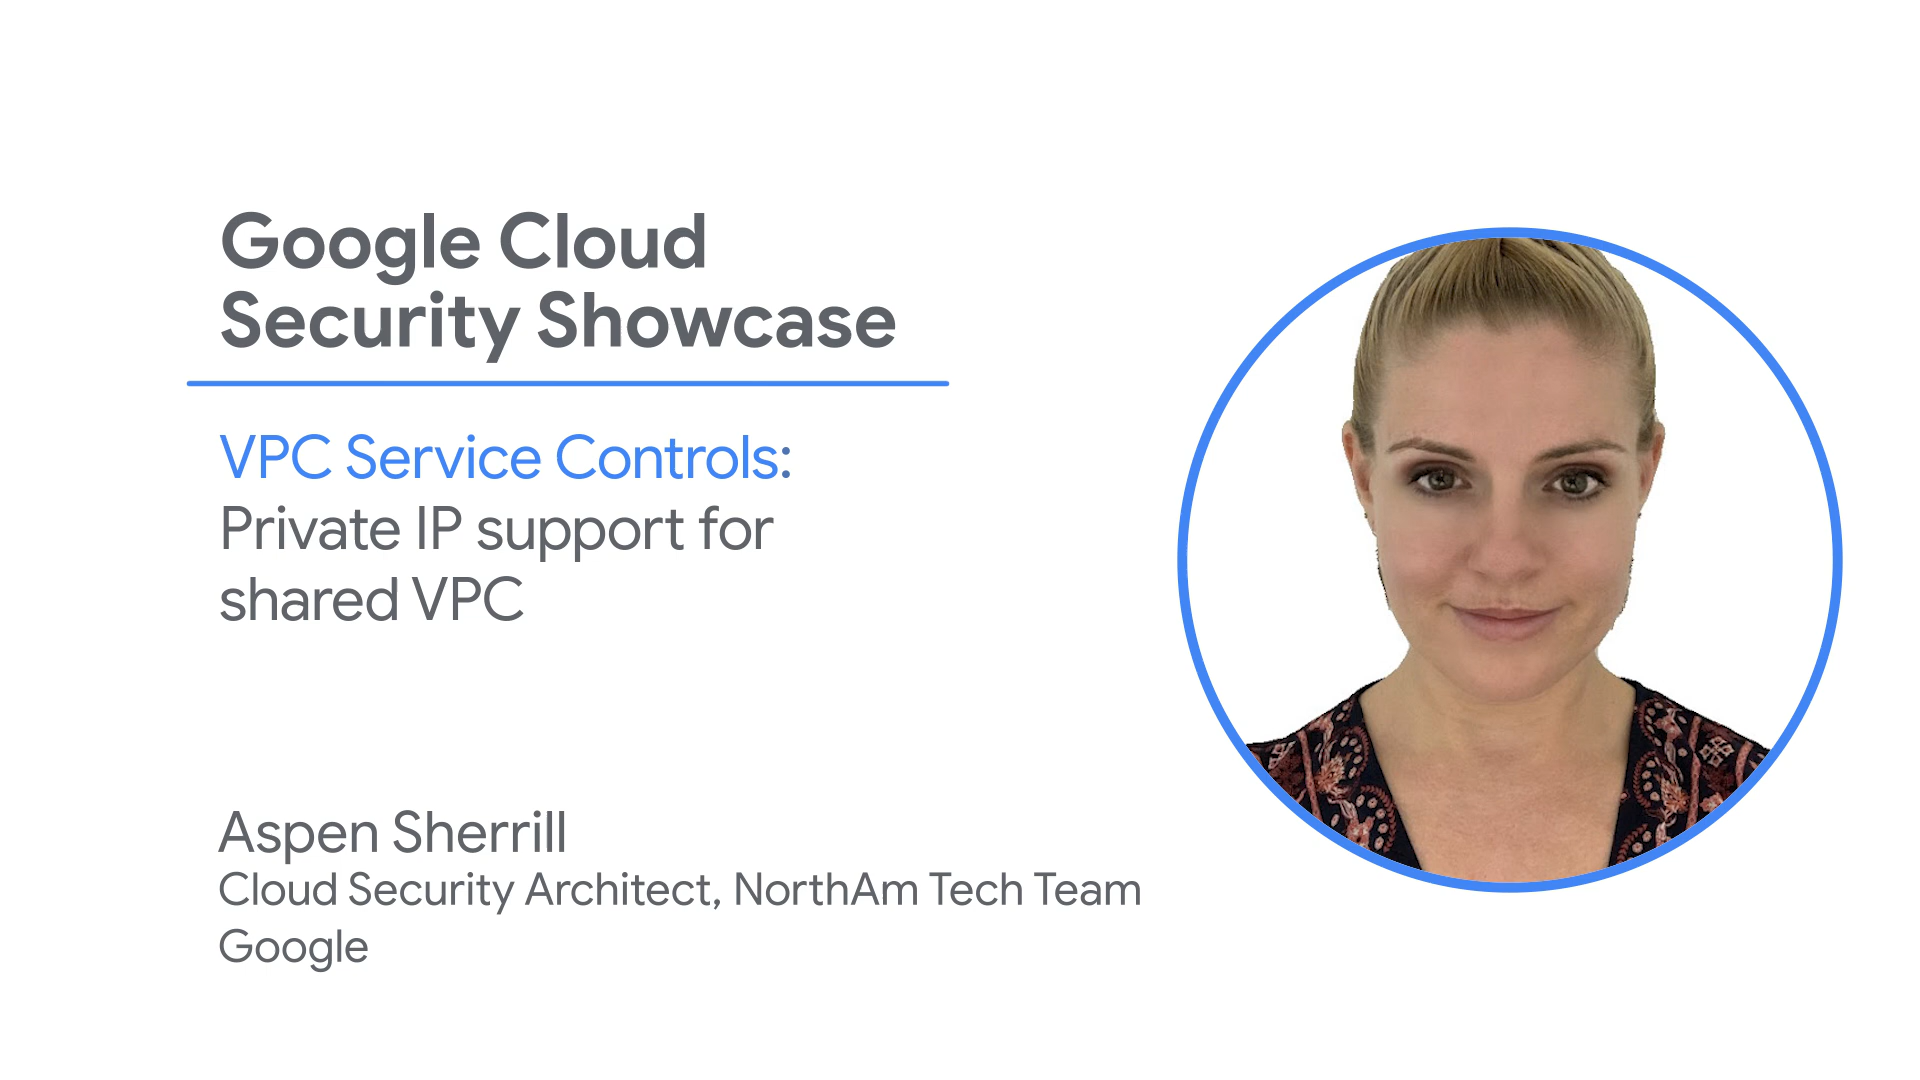 Google Cloud
Security Showcase
VPC Service Controls:
Private IP support for
shared VPC
Aspen Sherrill
Cloud Security Architect, NorthAm Tech Team
Google